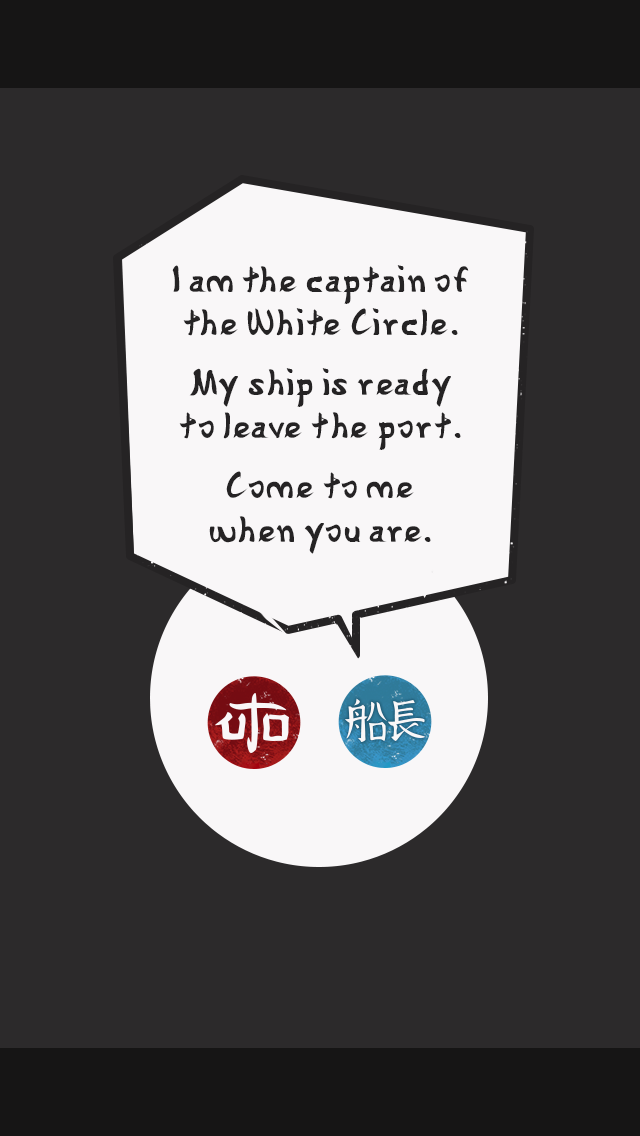 I am the captain of
the White Circle.
My ship is ready
to leave the port.
Come to me
when you are.
UTO
船長